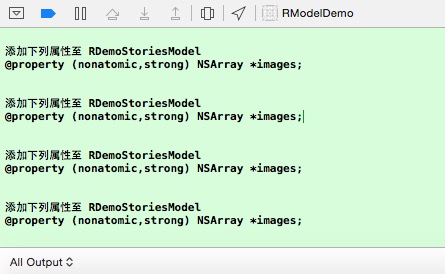 RModelDemo
添加下列属性至 RDemoStoriesModel
@property (nonatomic,strong) NSArray *images;
添加下列属性至 RDemoStoriesModel
@property (nonatomic,strong) NSArray *images;
添加下列属性至 RDemoStoriesModel
@property (nonatomic,strong) NSArray *images;
添加下列属性至 RDemoStoriesModel
@property (nonatomic,strong) NSArray *images;
All Output